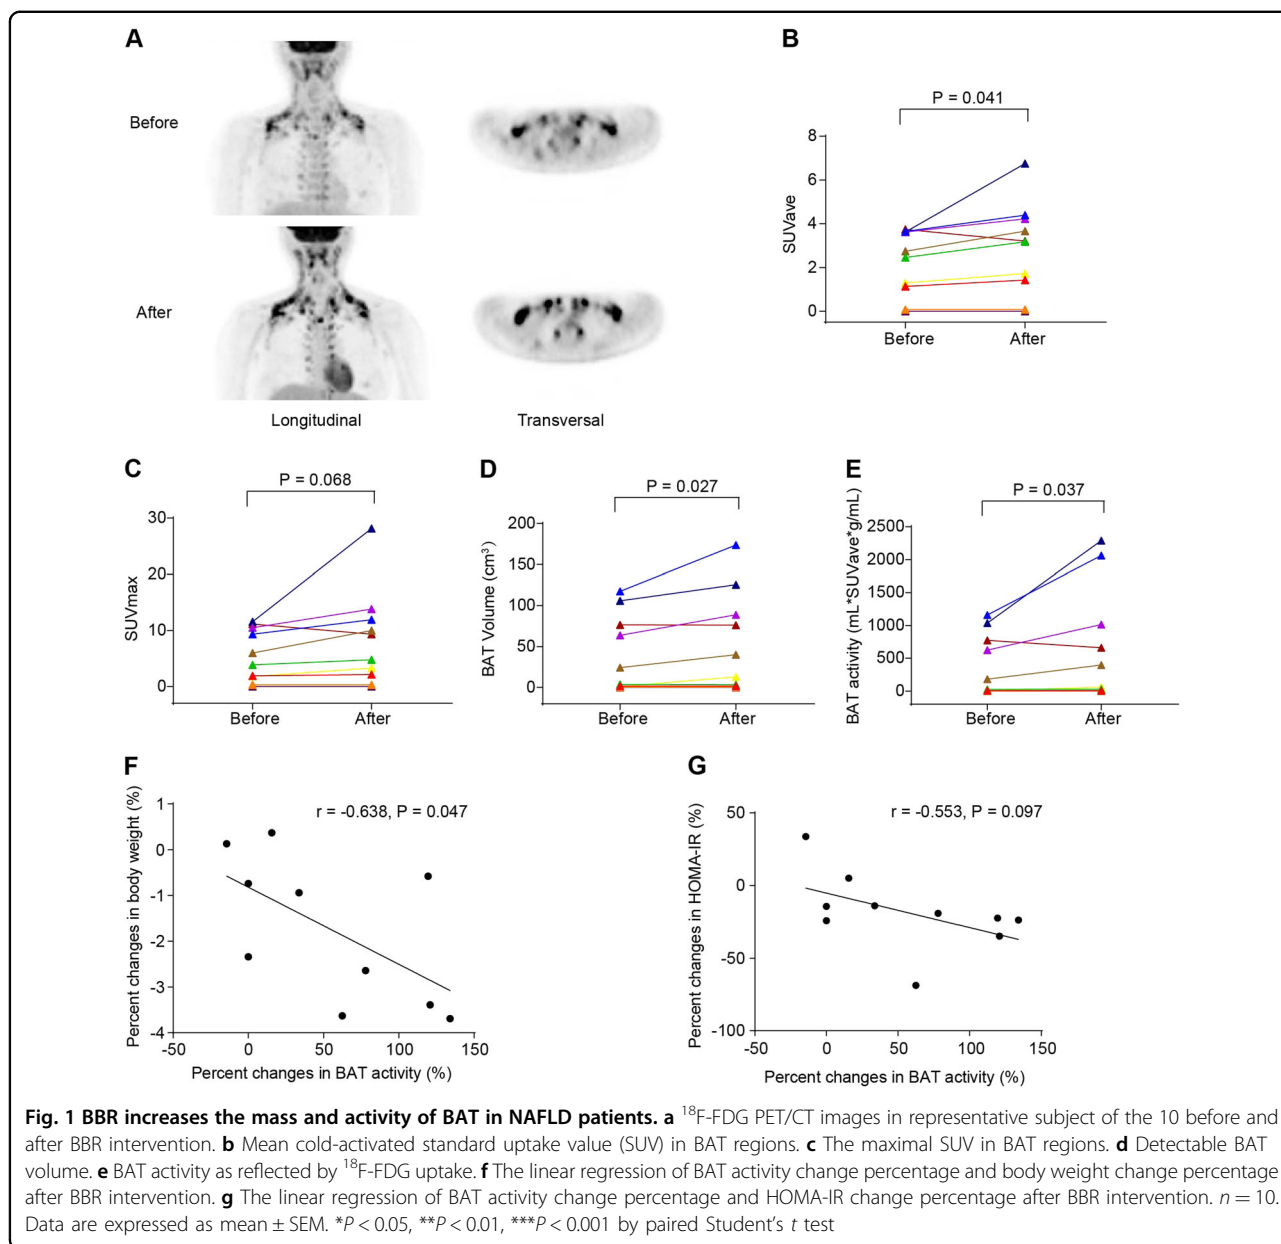 A
Before
After
Longitudinal
Transversal
B
P = 0.041
SUVave
8
6
4
2
0
Before
After
C
P = 0.068
SUVmax
30
20
10
0
Before
After
D
P = 0.027
BAT Volume (cm³)
200
150
100
50
0
Before
After
E
P = 0.037
BAT activity (mL*SUVave*g/mL)
2500
2000
1500
1000
500
0
Before
After
F
r = -0.638, P = 0.047
Percent changes in body weight (%)
1
0
-1
-2
-3
-4
-50
0
50
100
150
Percent changes in BAT activity (%)
G
r = -0.553, P = 0.097
Percent changes in HOMA-IR (%)
50
0
-50
-100
-50
0
50
100
150
Percent changes in BAT activity (%)
Fig. 1 BBR increases the mass and activity of BAT in NAFLD patients. a ¹⁸F-FDG PET/CT images in representative subject of the 10 before and
after BBR intervention. b Mean cold-activated standard uptake value (SUV) in BAT regions. c The maximal SUV in BAT regions. d Detectable BAT
volume. e BAT activity as reflected by ¹⁸F-FDG uptake. f The linear regression of BAT activity change percentage and body weight change percentage
after BBR intervention. g The linear regression of BAT activity change percentage and HOMA-IR change percentage after BBR intervention. n = 10.
Data are expressed as mean ± SEM. *P < 0.05, **P < 0.01, ***P < 0.001 by paired Student's t test